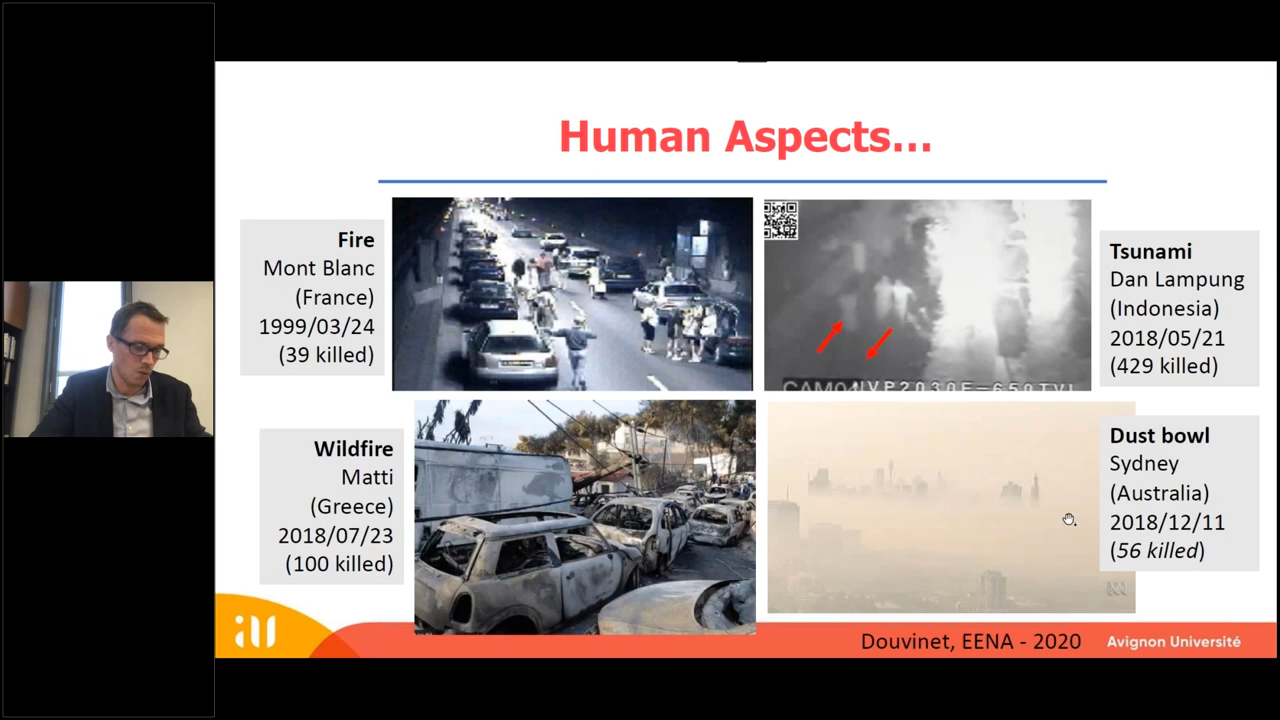 Human Aspects...
Fire
Mont Blanc
(France)
1999/03/24
(39 killed)
Tsunami
Dan Lampung
(Indonesia)
2018/05/21
(429 killed)
Wildfire
Matti
(Greece)
2018/07/23
(100 killed)
Dust bowl
Sydney
(Australia)
2018/12/11
(56 killed)
Douvinet, EENA - 2020
Avignon Université